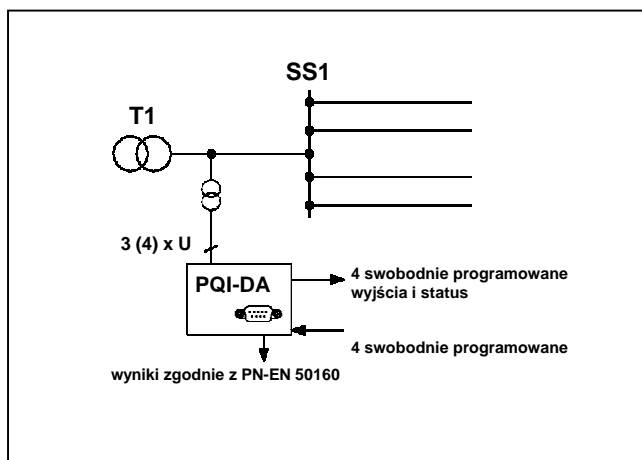 SS1
T1
3 (4) x U
PQI-DA
4 swobodnie programowane
wyjścia i status
4 swobodnie programowane
wyniki zgodnie z PN-EN 50160